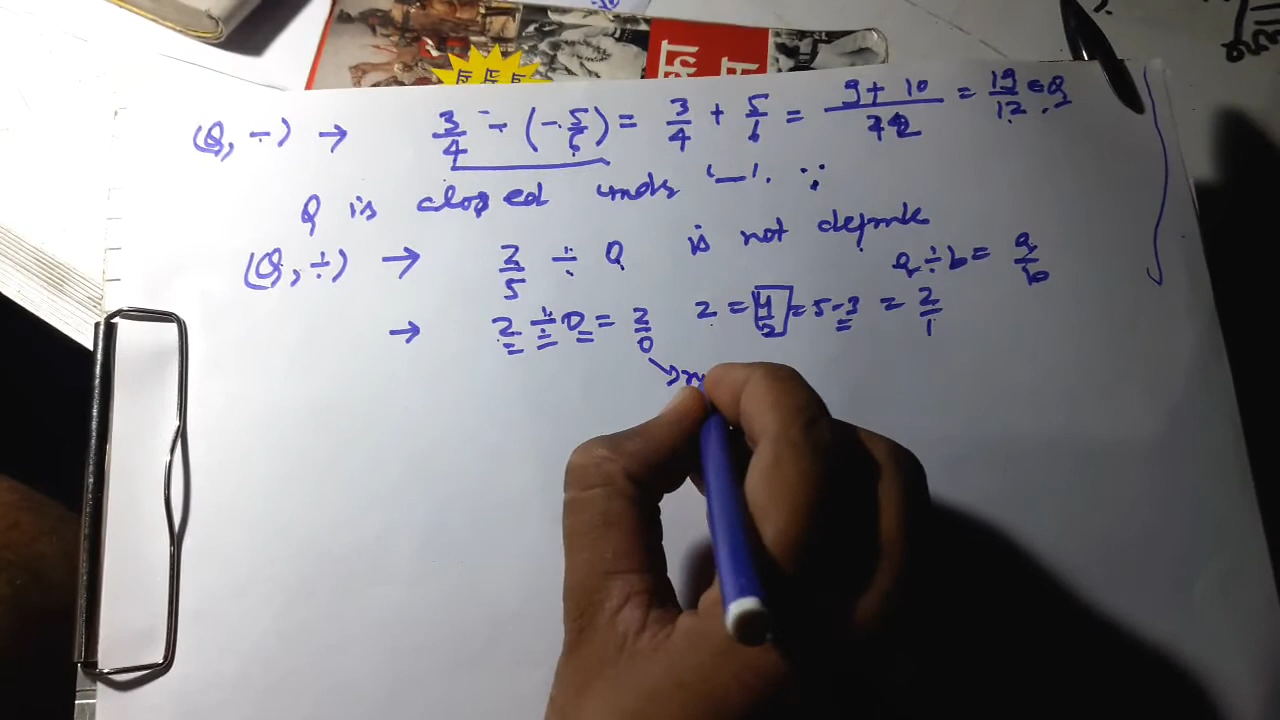 (Q, -) → 3/4 - (-5/6) = 3/4 + 5/6 = 9+10/12 = 19/12 ∈ Q
Q is closed under '-'. ∵
(Q, ÷) → 2/5 ÷ 0 is not define
a ÷ b = a/b
→ 2 ÷ 0 = 2/0 2 = 4/2 = 5-3 = 2/1
→ n